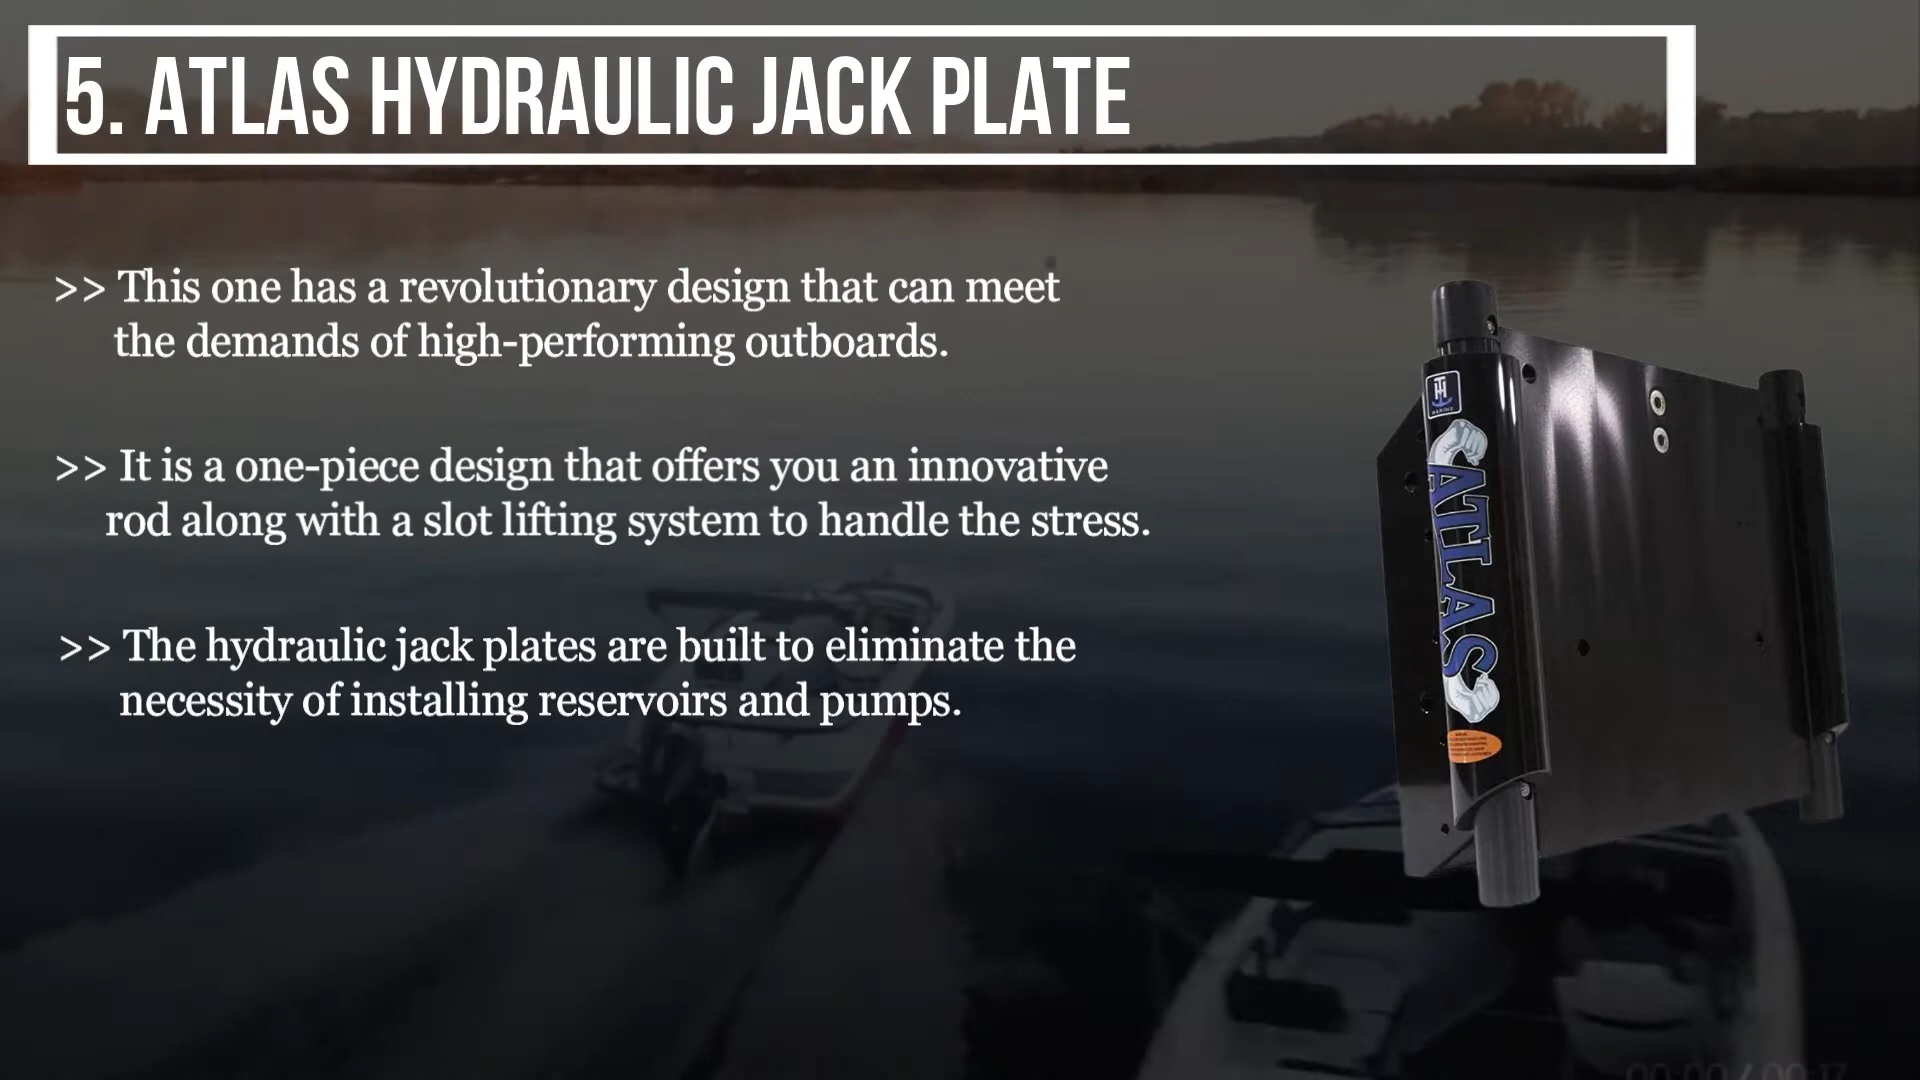 5. ATLAS HYDRAULIC JACK PLATE
>> This one has a revolutionary design that can meet
the demands of high-performing outboards.
>> It is a one-piece design that offers you an innovative
rod along with a slot lifting system to handle the stress.
>> The hydraulic jack plates are built to eliminate the
necessity of installing reservoirs and pumps.
TH
MARINE
ATLAS